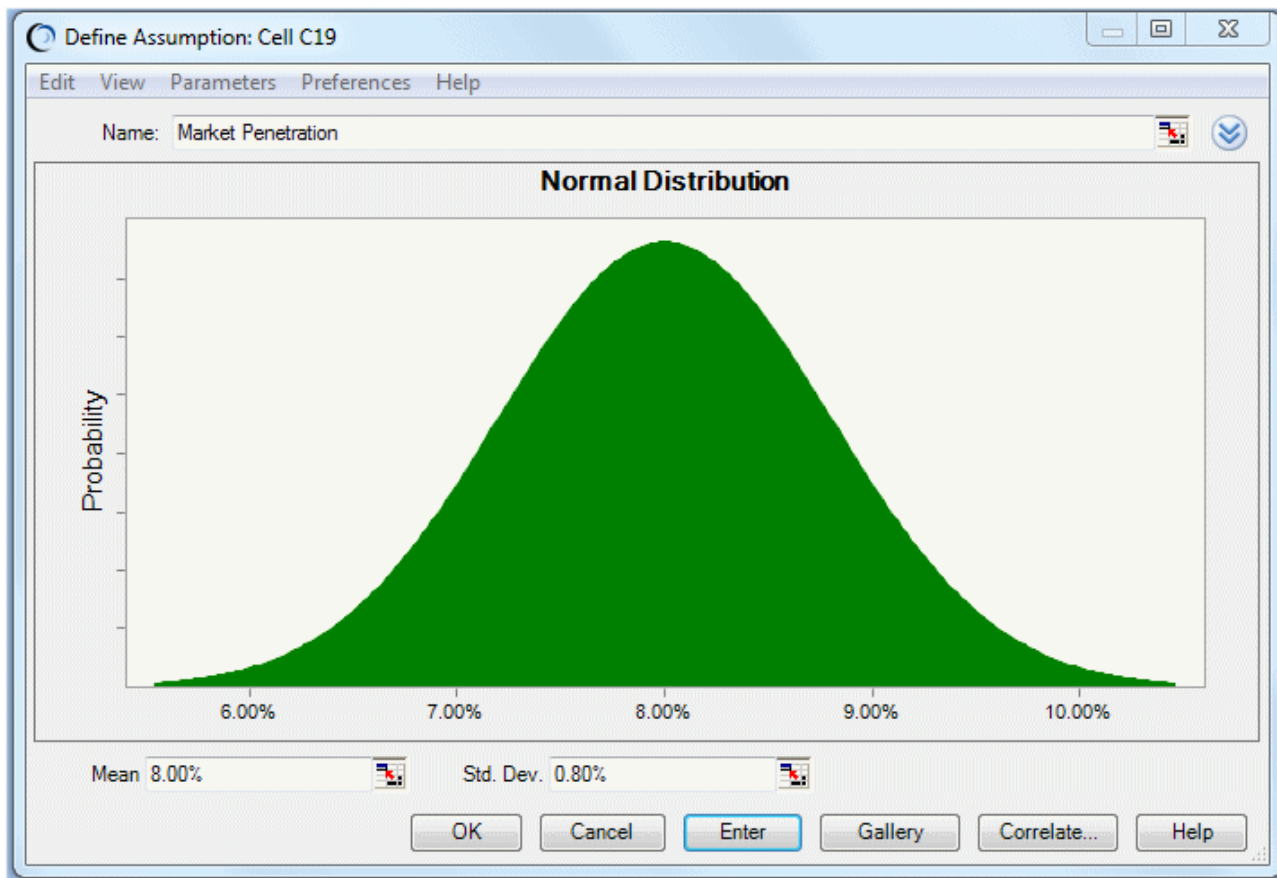 Define Assumption: Cell C19
Edit View Parameters Preferences Help
Name: Market Penetration
Normal Distribution
Probability
6.00% 7.00% 8.00% 9.00% 10.00%
Mean 8.00% Std. Dev. 0.80%
OK Cancel Enter Gallery Correlate... Help